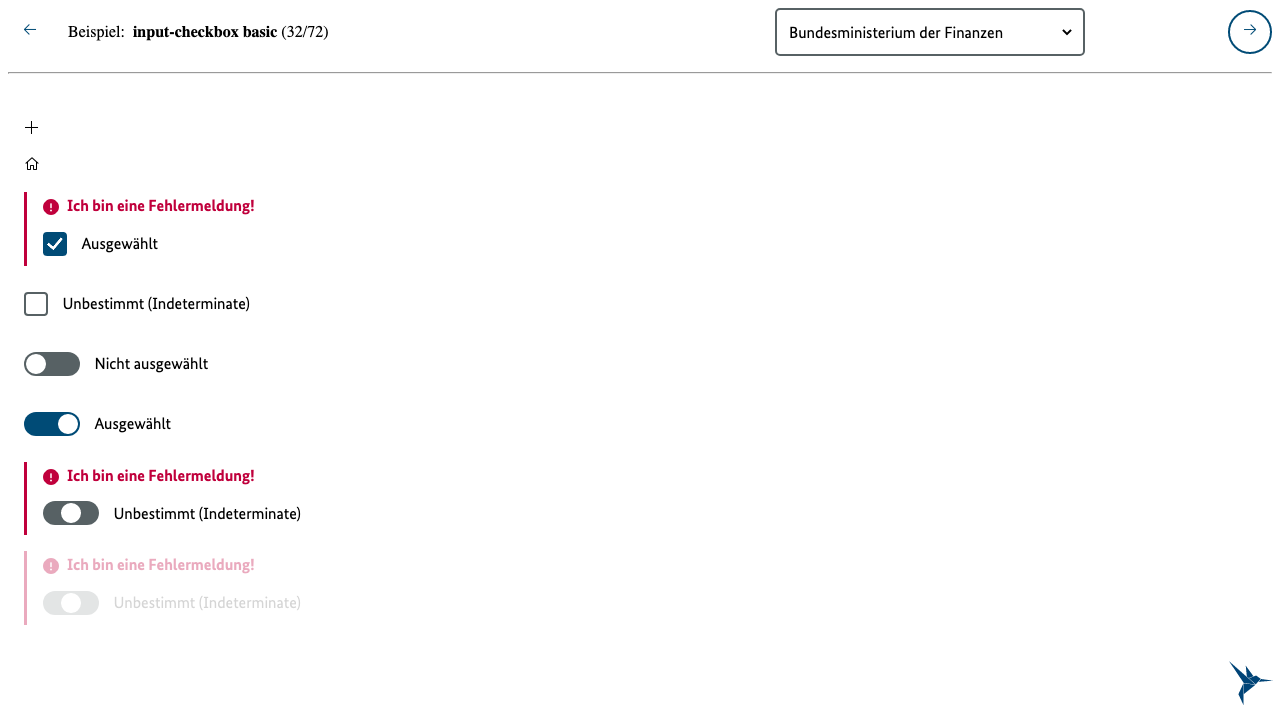 Beispiel: input-checkbox basic (32/72)
Bundesministerium der Finanzen
Ich bin eine Fehlermeldung!
Ausgewählt
Unbestimmt (Indeterminate)
Nicht ausgewählt
Ausgewählt
Ich bin eine Fehlermeldung!
Unbestimmt (Indeterminate)
Ich bin eine Fehlermeldung!
Unbestimmt (Indeterminate)